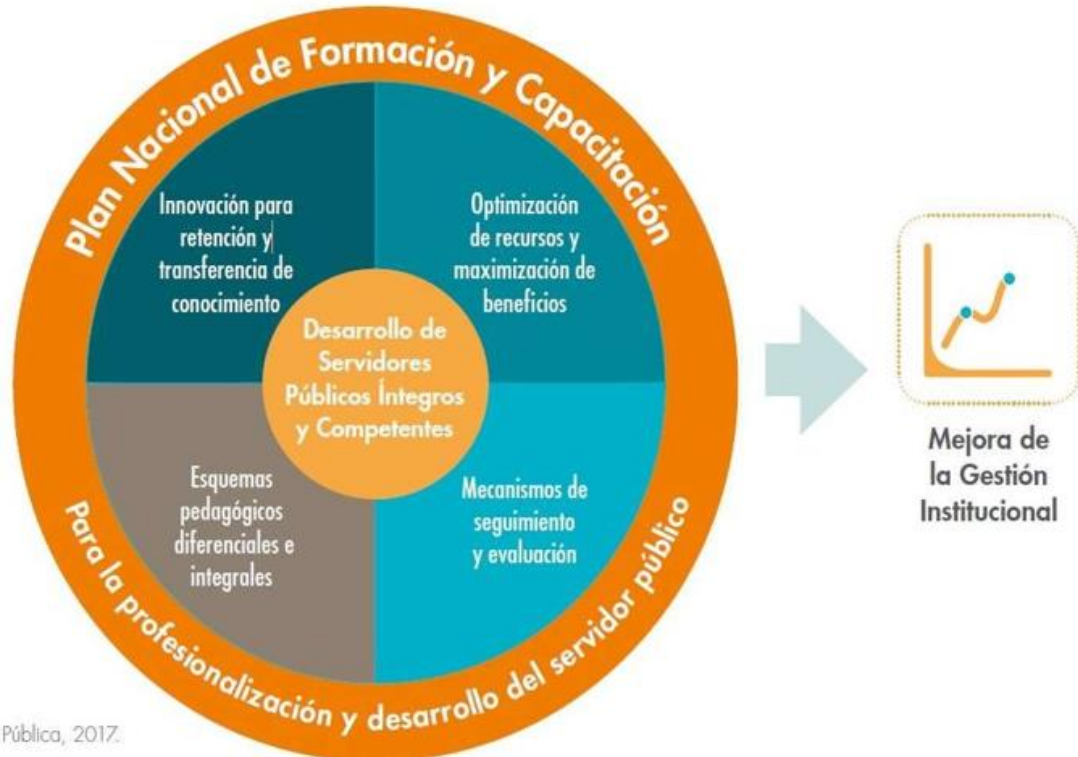 Plan Nacional de Formación y Capacitación
Innovación para
retención y
transferencia de
conocimiento
Optimización
de recursos y
maximización de
beneficios
Desarrollo de
Servidores
Públicos Íntegros
y Competentes
Esquemas
pedagógicos
diferenciales e
integrales
Mecanismos de
seguimiento
y evaluación
Para la profesionalización y desarrollo del servidor público
Mejora de
la Gestión
Institucional
Pública, 2017.